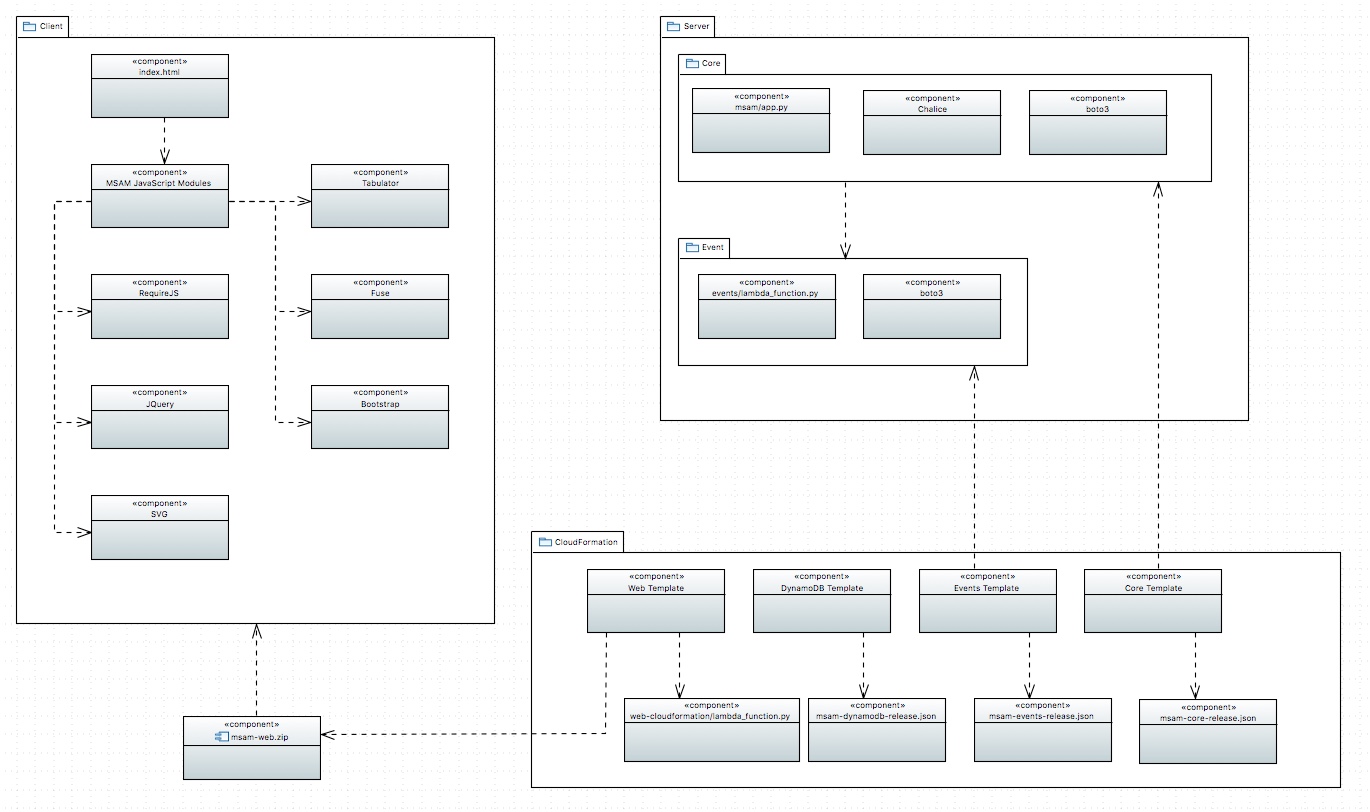 Client
«component»
index.html
«component»
MSAM JavaScript Modules
«component»
Tabulator
«component»
RequireJS
«component»
Fuse
«component»
JQuery
«component»
Bootstrap
«component»
SVG
«component»
msam-web.zip
Server
Core
«component»
msam/app.py
«component»
Chalice
«component»
boto3
Event
«component»
events/lambda_function.py
«component»
boto3
CloudFormation
«component»
Web Template
«component»
DynamoDB Template
«component»
Events Template
«component»
Core Template
«component»
web-cloudformation/lambda_function.py
«component»
msam-dynamodb-release.json
«component»
msam-events-release.json
«component»
msam-core-release.json